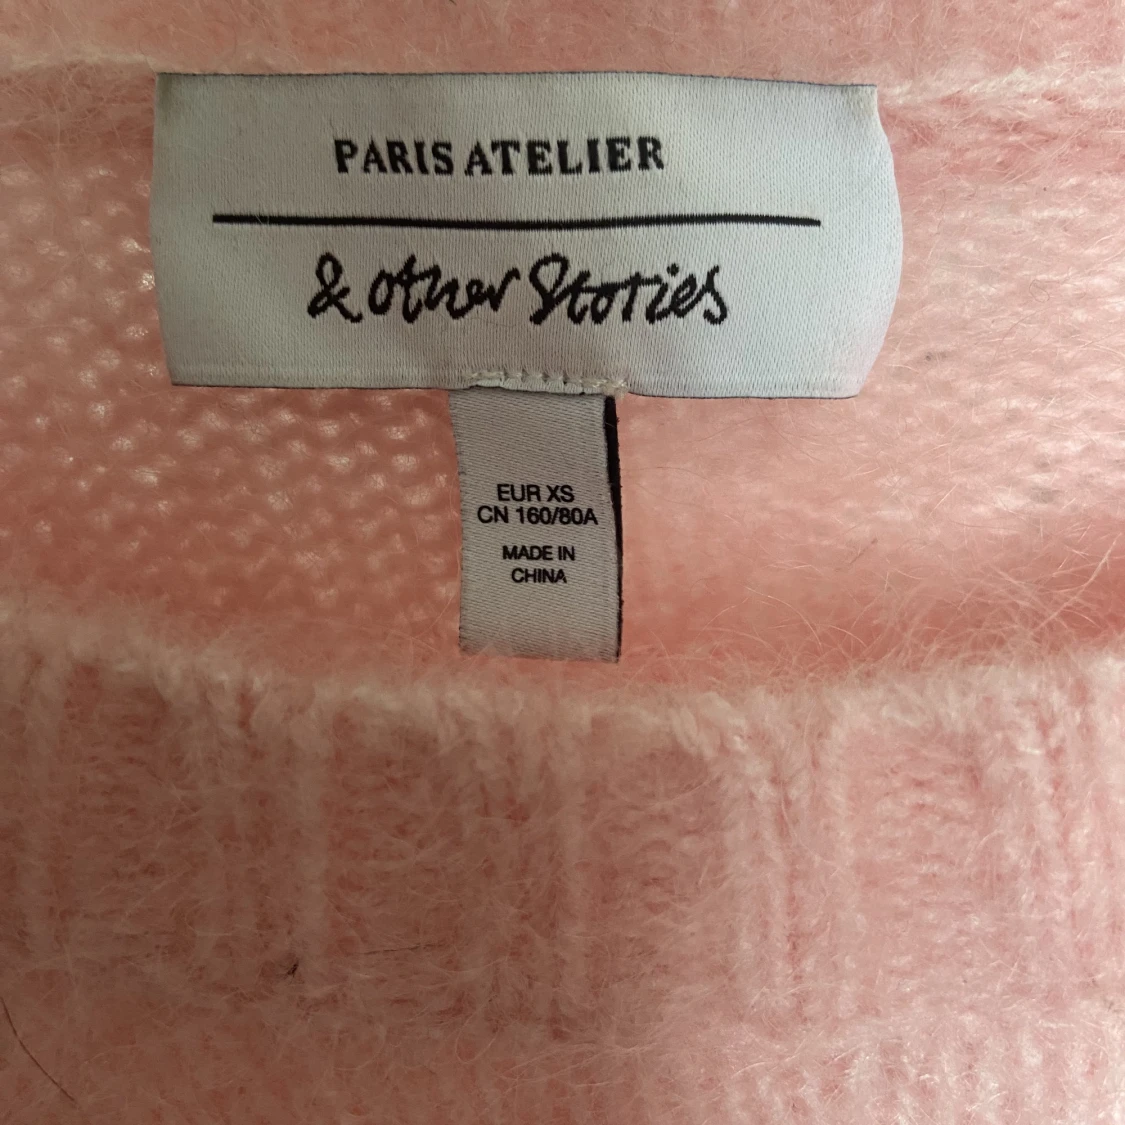 PARIS ATELIER
& other Stories
EUR XS
CN 160/80A
MADE IN
CHINA